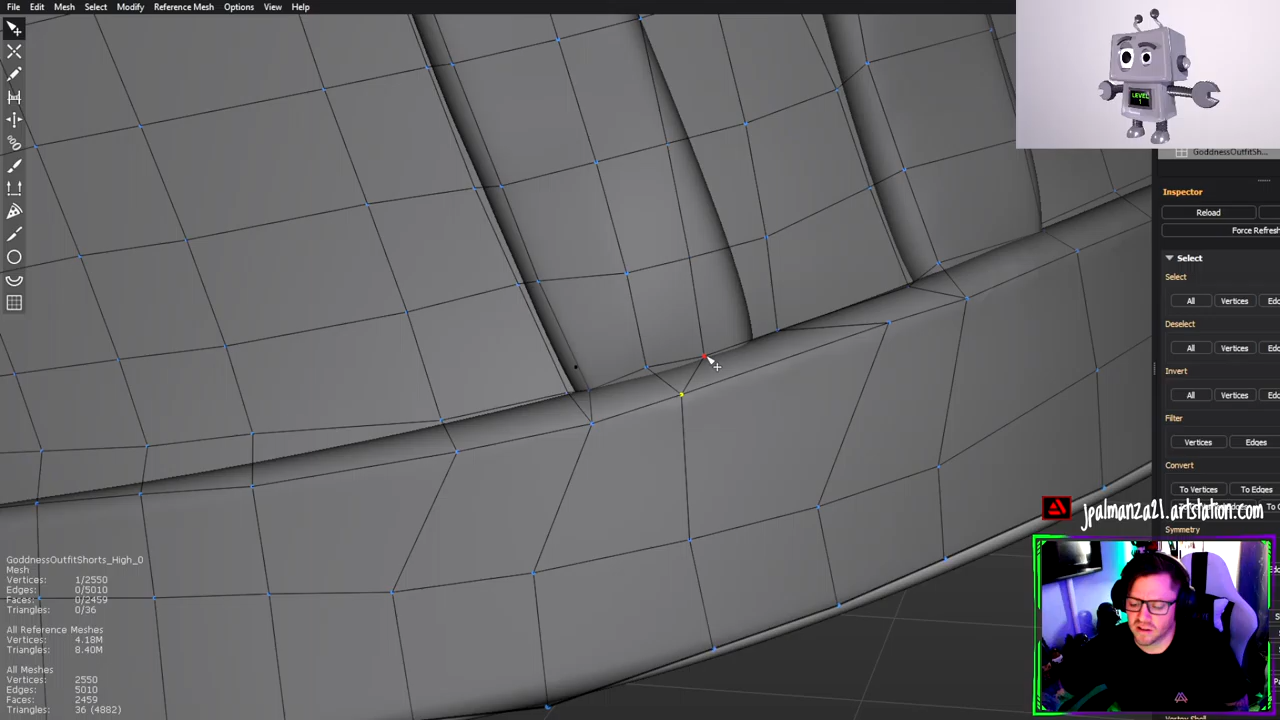 File Edit Mesh Select Modify Reference Mesh Options View Help
LEVEL
1
GoddnessOutfitSh...
Inspector
Reload
Force Refresh
Select
Select
All Vertices
Deselect
All Vertices
Invert
All Vertices
Filter
Vertices Edges
Convert
To Vertices To Edges
jpalmanza21.artstation.com
Symmetry
GoddnessOutfitShorts_High_0
Mesh
Vertices: 1/2550
Edges: 0/5010
Faces: 0/2459
Triangles: 0/36
All Reference Meshes
Vertices: 4.18M
Triangles: 8.40M
All Meshes
Vertices: 2550
Edges: 5010
Faces: 2459
Triangles: 36 (4882)